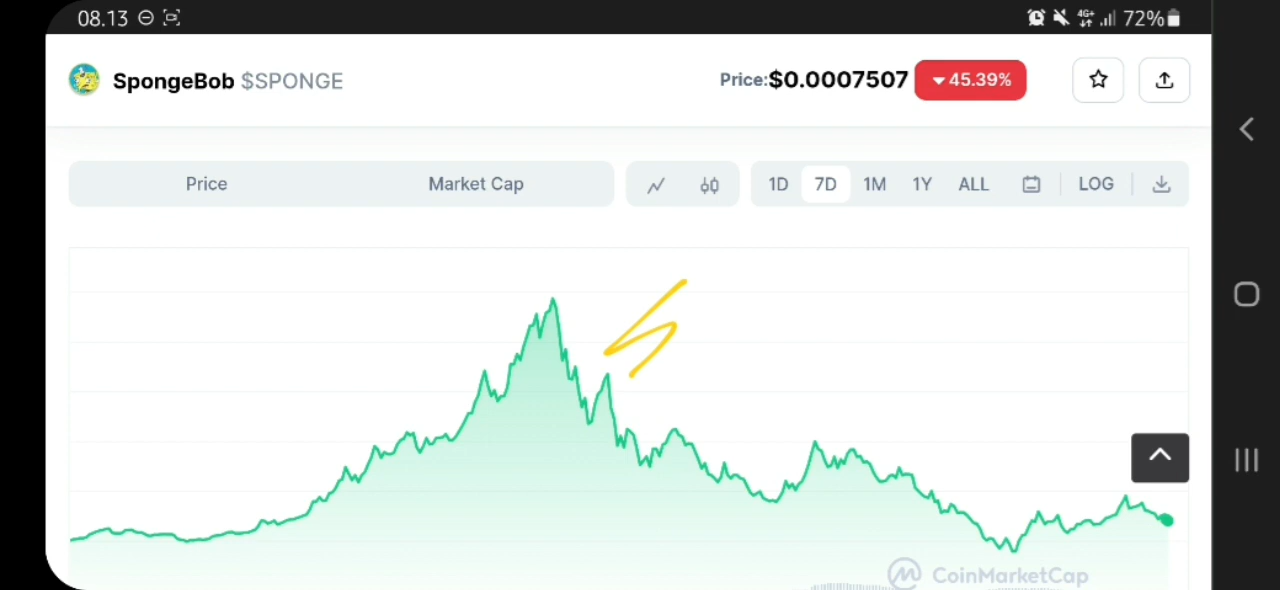 08.13
4G+ 72%
SpongeBob $SPONGE
Price:$0.0007507 45.39%
Price Market Cap 1D 7D 1M 1Y ALL LOG
CoinMarketCap